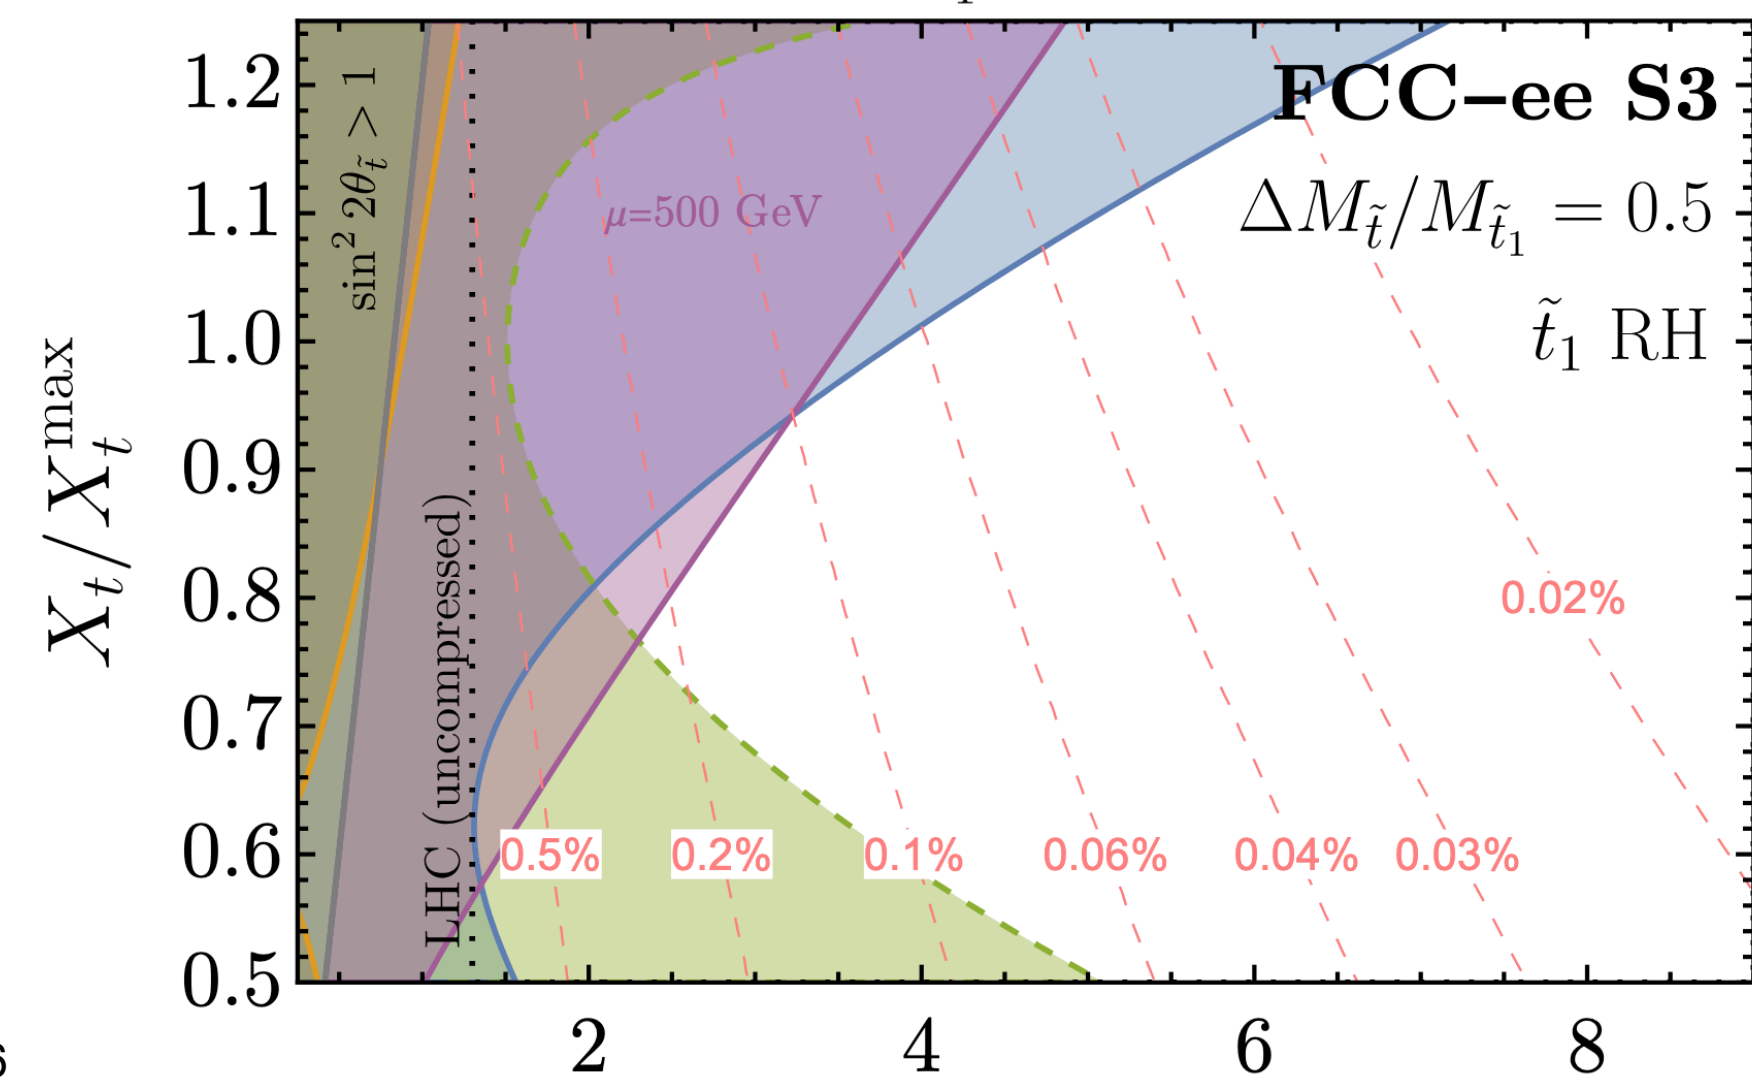 FCC–ee S3
ΔM_t̃/M_t̃₁ = 0.5
t̃₁ RH
sin² 2θ_t̃ > 1
μ=500 GeV
LHC (uncompressed)
X_t/X_t^max
1.2
1.1
1.0
0.9
0.8
0.7
0.6
0.5
0.02%
0.5% 0.2% 0.1% 0.06% 0.04% 0.03%
2 4 6 8